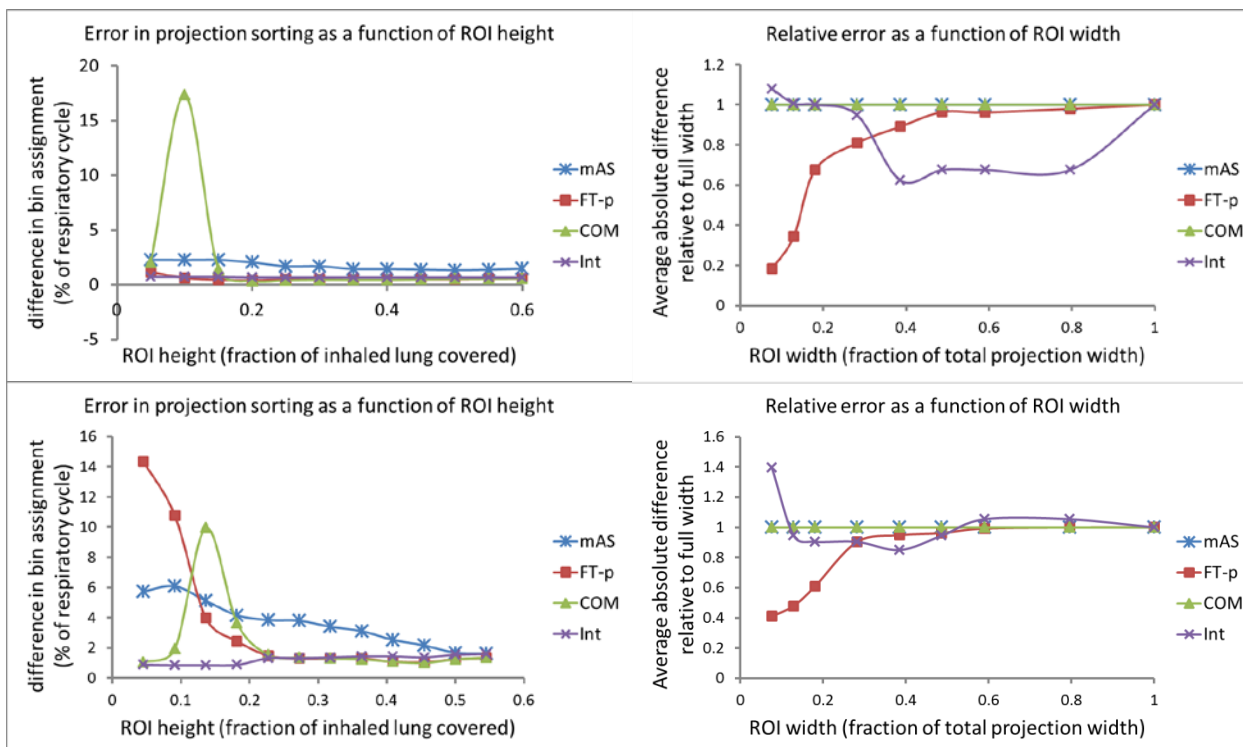 Error in projection sorting as a function of ROI height
difference in bin assignment
(% of respiratory cycle)
20
15
10
5
0
-5
0
0.2
0.4
0.6
ROI height (fraction of inhaled lung covered)
mAS
FT-p
COM
Int
Relative error as a function of ROI width
Average absolute difference
relative to full width
1.2
1
0.8
0.6
0.4
0.2
0
0
0.2
0.4
0.6
0.8
1
ROI width (fraction of total projection width)
mAS
FT-p
COM
Int
Error in projection sorting as a function of ROI height
difference in bin assignment
(% of respiratory cycle)
16
14
12
10
8
6
4
2
0
0
0.1
0.2
0.3
0.4
0.5
0.6
ROI height (fraction of inhaled lung covered)
mAS
FT-p
COM
Int
Relative error as a function of ROI width
Average absolute difference
relative to full width
1.6
1.4
1.2
1
0.8
0.6
0.4
0.2
0
0
0.2
0.4
0.6
0.8
1
ROI width (fraction of total projection width)
mAS
FT-p
COM
Int